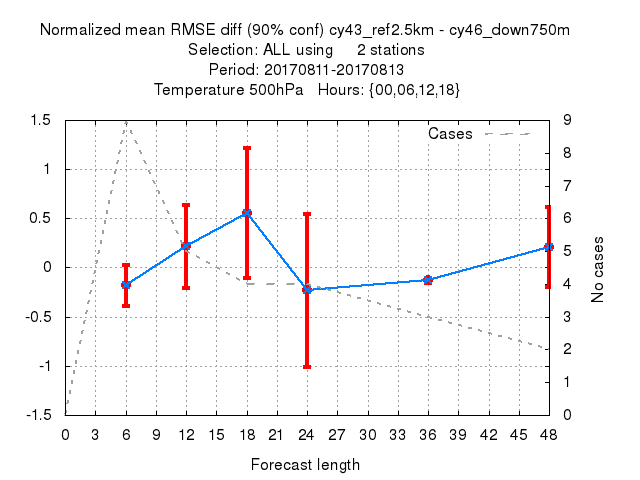 Normalized mean RMSE diff (90% conf) cy43_ref2.5km - cy46_down750m
Selection: ALL using     2 stations
Period: 20170811-20170813
Temperature 500hPa   Hours: {00,06,12,18}
Cases
1.5
1
0.5
0
-0.5
-1
-1.5
9
8
7
6
5
4
3
2
1
0
No cases
0 3 6 9 12 15 18 21 24 27 30 33 36 39 42 45 48
Forecast length